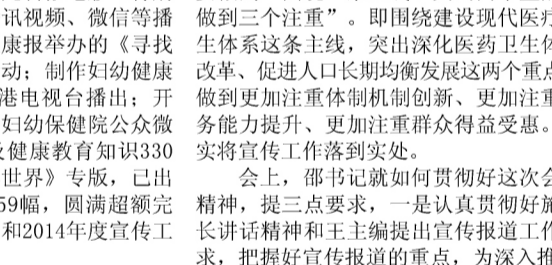 讯视频、微信等播
康报举办的《寻找
动；制作妇幼健康
港电视台播出；开
妇幼保健院公众微
及健康教育知识330
世界》专版，已出
59幅，圆满超额完
和2014年度宣传工
做到三个注重”。即围绕建设现代医疗
生体系这条主线，突出深化医药卫生体
改革、促进人口长期均衡发展这两个重点
做到更加注重体制机制创新、更加注重
务能力提升、更加注重群众得益受惠。
实将宣传工作落到实处。
会上，邵书记就如何贯彻好这次会
精神，提三点要求，一是认真贯彻好施
长讲话精神和王主编提出宣传报道工作
求，把握好宣传报道的重点，为深入推